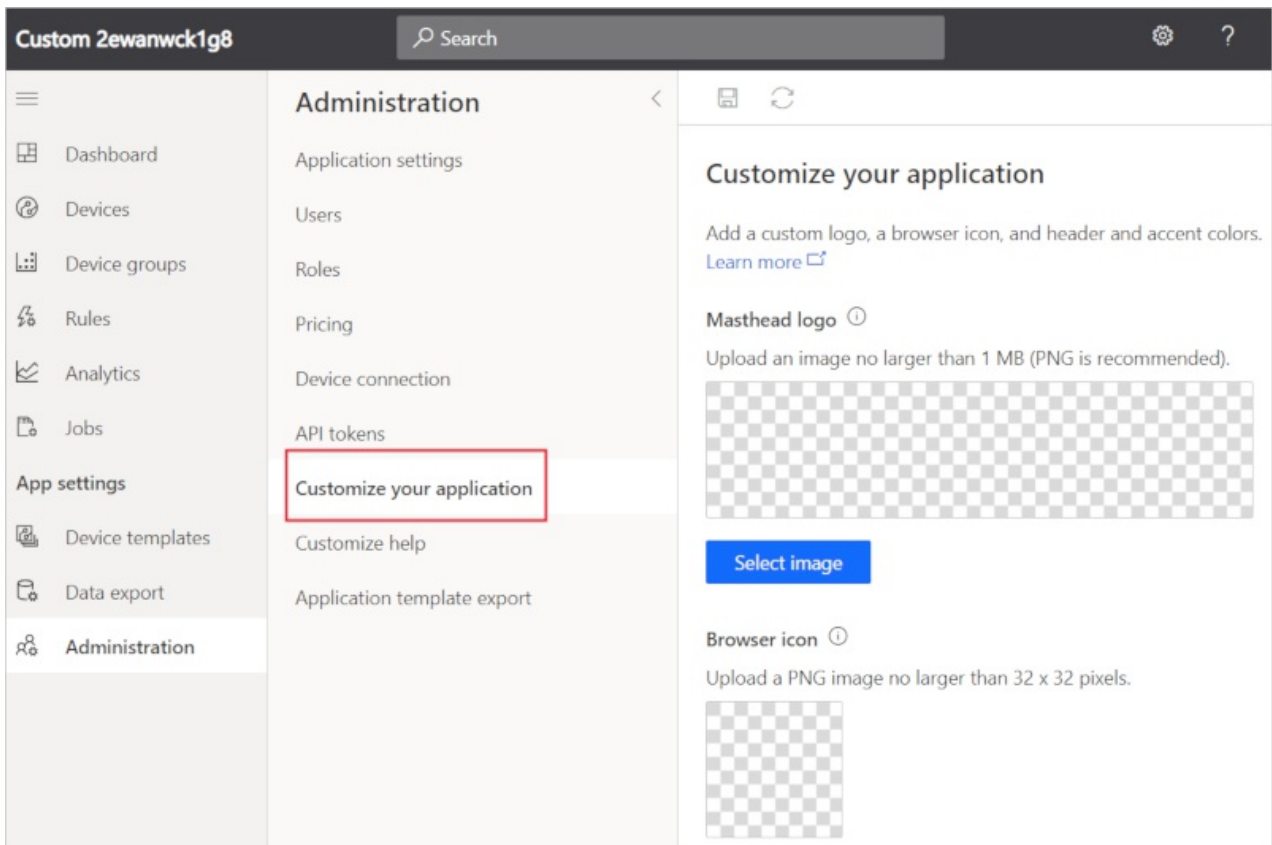 Custom 2ewanwck1g8
Search
?
Dashboard
Devices
Device groups
Rules
Analytics
Jobs
App settings
Device templates
Data export
Administration
Administration
Application settings
Users
Roles
Pricing
Device connection
API tokens
Customize your application
Customize help
Application template export
Customize your application
Add a custom logo, a browser icon, and header and accent colors.
Learn more
Masthead logo
Upload an image no larger than 1 MB (PNG is recommended).
Select image
Browser icon
Upload a PNG image no larger than 32 x 32 pixels.